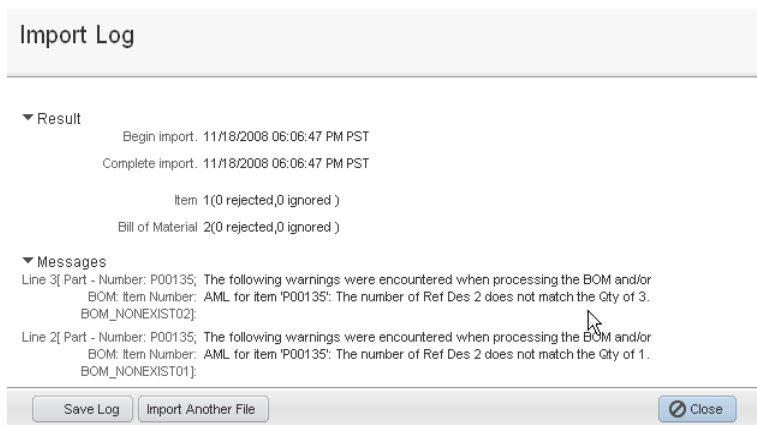 Import Log
Result
Begin import. 11/18/2008 06:06:47 PM PST
Complete import. 11/18/2008 06:06:47 PM PST
Item 1(0 rejected,0 ignored )
Bill of Material 2(0 rejected,0 ignored )
Messages
Line 3[ Part - Number: P00135; The following warnings were encountered when processing the BOM and/or
BOM: Item Number: AML for item 'P00135': The number of Ref Des 2 does not match the Qty of 3.
BOM_NONEXIST02]:
Line 2[ Part - Number: P00135; The following warnings were encountered when processing the BOM and/or
BOM: Item Number: AML for item 'P00135': The number of Ref Des 2 does not match the Qty of 1.
BOM_NONEXIST01]:
Save Log Import Another File Close